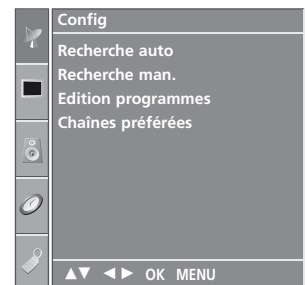 Config
Recherche auto
Recherche man.
Edition programmes
Chaînes préférées
▲▼ ◄► OK MENU